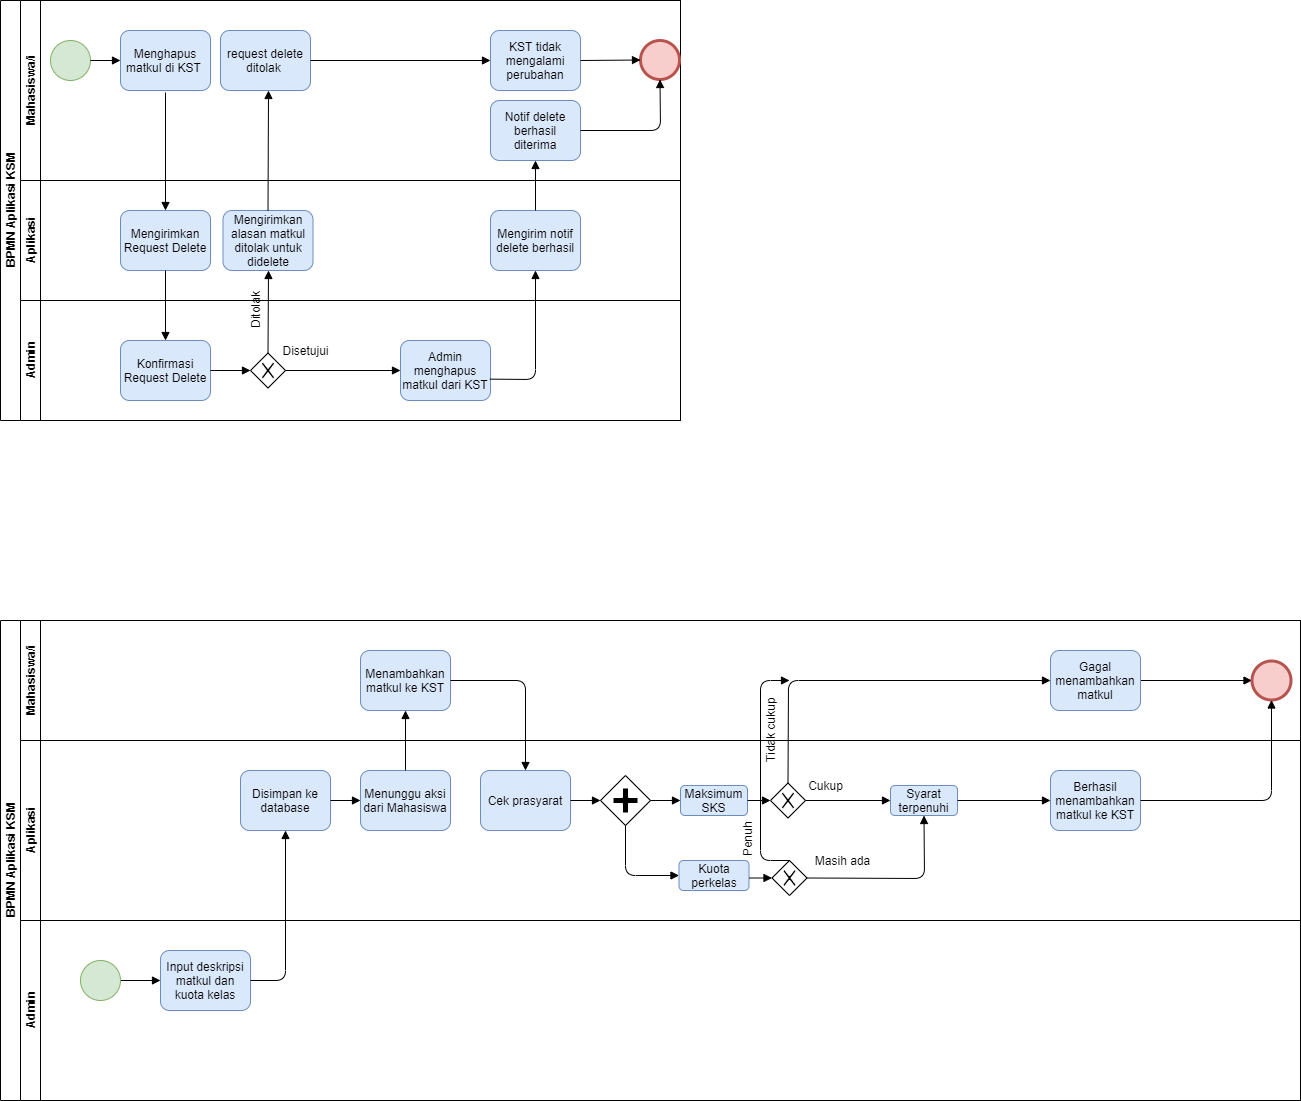 BPMN Aplikasi KSM
Mahasiswa/i
Menghapus
matkul di KST
request delete
ditolak
KST tidak
mengalami
perubahan
Notif delete
berhasil
diterima
Aplikasi
Mengirimkan
Request Delete
Mengirimkan
alasan matkul
ditolak untuk
didelete
Mengirim notif
delete berhasil
Admin
Konfirmasi
Request Delete
Ditolak
Disetujui
Admin
menghapus
matkul dari KST
BPMN Aplikasi KSM
Mahasiswa/i
Menambahkan
matkul ke KST
Tidak cukup
Gagal
menambahkan
matkul
Aplikasi
Disimpan ke
database
Menunggu aksi
dari Mahasiswa
Cek prasyarat
Maksimum
SKS
Cukup
Syarat
terpenuhi
Berhasil
menambahkan
matkul ke KST
Kuota
perkelas
Penuh
Masih ada
Admin
Input deskripsi
matkul dan
kuota kelas